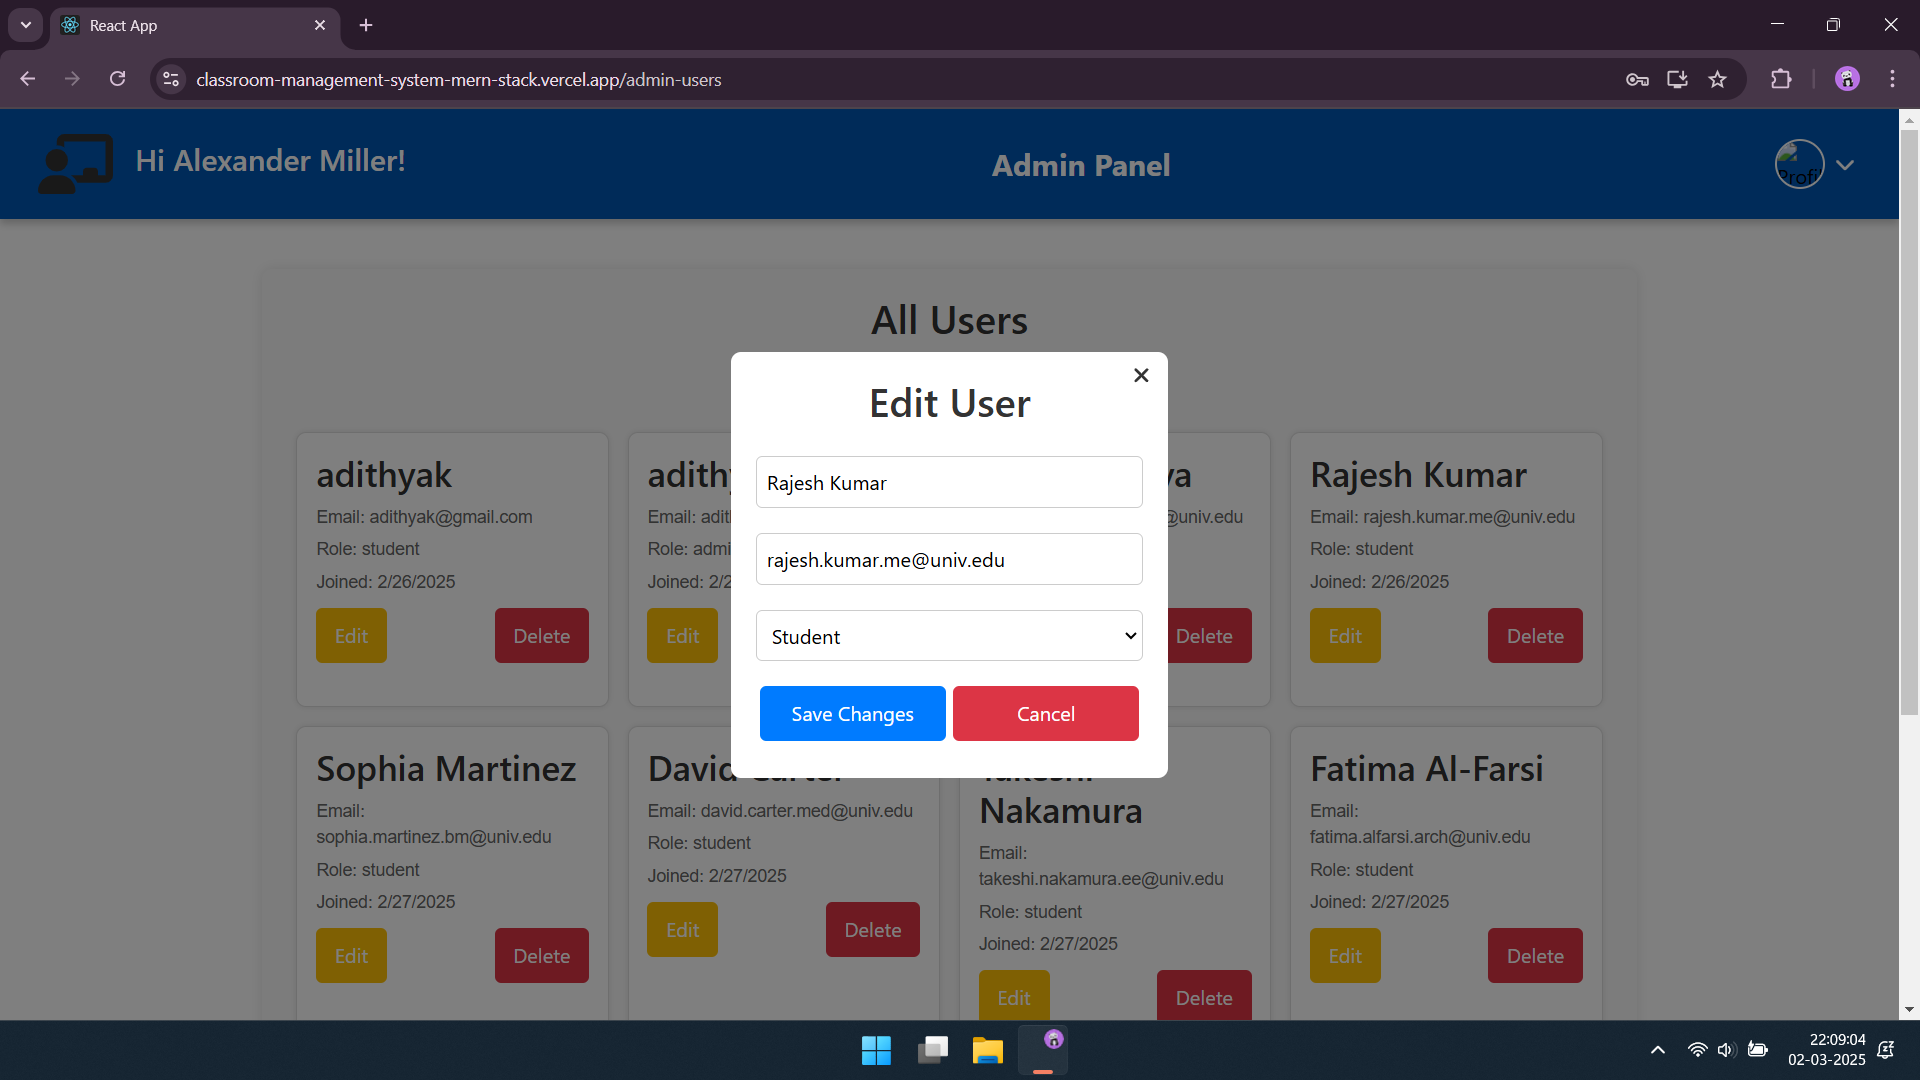 React App
classroom-management-system-mern-stack.vercel.app/admin-users
Hi Alexander Miller!
Admin Panel
Profi
All Users
Edit User
Rajesh Kumar
rajesh.kumar.me@univ.edu
Student
Save Changes
Cancel
adithyak
Email: adithyak@gmail.com
Role: student
Joined: 2/26/2025
Edit
Delete
adith
Email: adit
Role: admi
Joined: 2/2
Edit
va
@univ.edu
Delete
Rajesh Kumar
Email: rajesh.kumar.me@univ.edu
Role: student
Joined: 2/26/2025
Edit
Delete
Sophia Martinez
Email:
sophia.martinez.bm@univ.edu
Role: student
Joined: 2/27/2025
Edit
Delete
David Carter
Email: david.carter.med@univ.edu
Role: student
Joined: 2/27/2025
Edit
Delete
Takeshi
Nakamura
Email:
takeshi.nakamura.ee@univ.edu
Role: student
Joined: 2/27/2025
Edit
Delete
Fatima Al-Farsi
Email:
fatima.alfarsi.arch@univ.edu
Role: student
Joined: 2/27/2025
Edit
Delete
22:09:04
02-03-2025